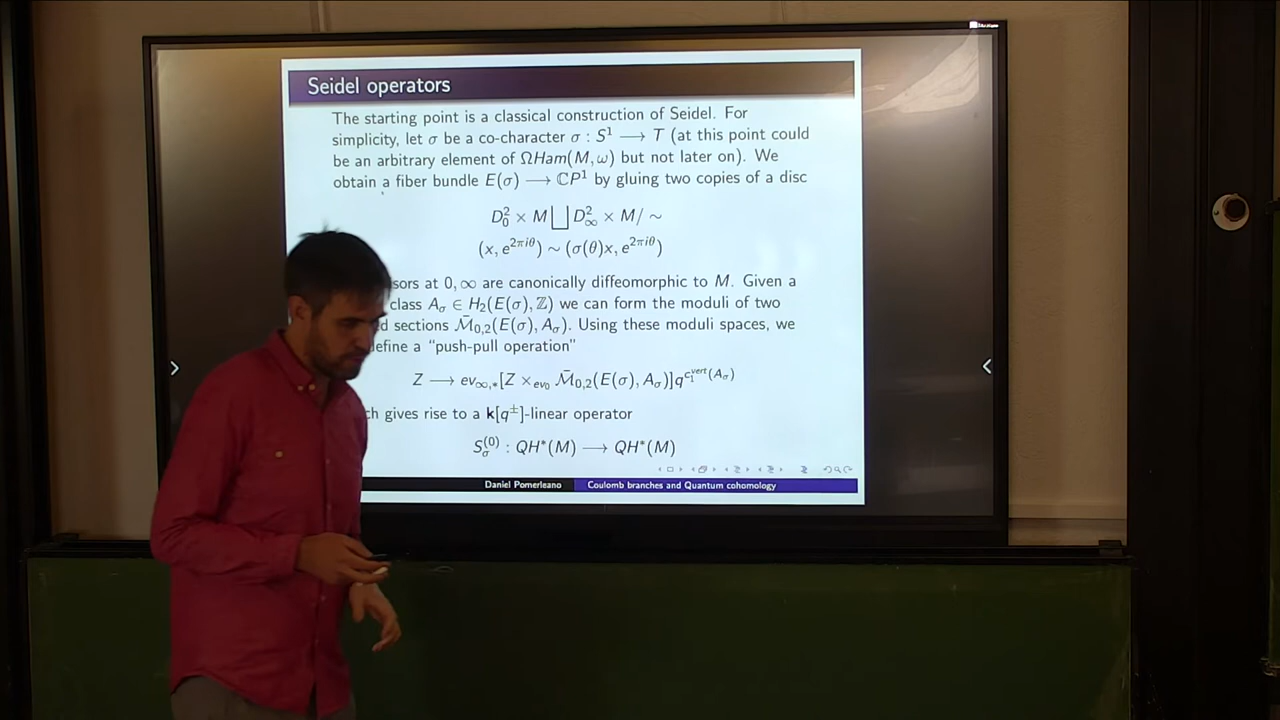 Seidel operators
The starting point is a classical construction of Seidel. For
simplicity, let σ be a co-character σ : S¹ ⟶ T (at this point could
be an arbitrary element of ΩHam(M, ω) but not later on). We
obtain a fiber bundle E(σ) ⟶ ℂP¹ by gluing two copies of a disc
D₀² × M ⨆ D∞² × M/ ∼
(x, e^{2πiθ}) ∼ (σ(θ)x, e^{2πiθ})
sors at 0, ∞ are canonically diffeomorphic to M. Given a
class A_σ ∈ H₂(E(σ), ℤ) we can form the moduli of two
d sections M̄₀,₂(E(σ), A_σ). Using these moduli spaces, we
efine a “push-pull operation”
Z ⟶ ev_{∞,*}[Z ×_{ev₀} M̄₀,₂(E(σ), A_σ)]q^{c₁^{vert}(A_σ)}
ch gives rise to a k[q^±]-linear operator
S_σ^{(0)} : QH*(M) ⟶ QH*(M)
Daniel Pomerleano Coulomb branches and Quantum cohomology